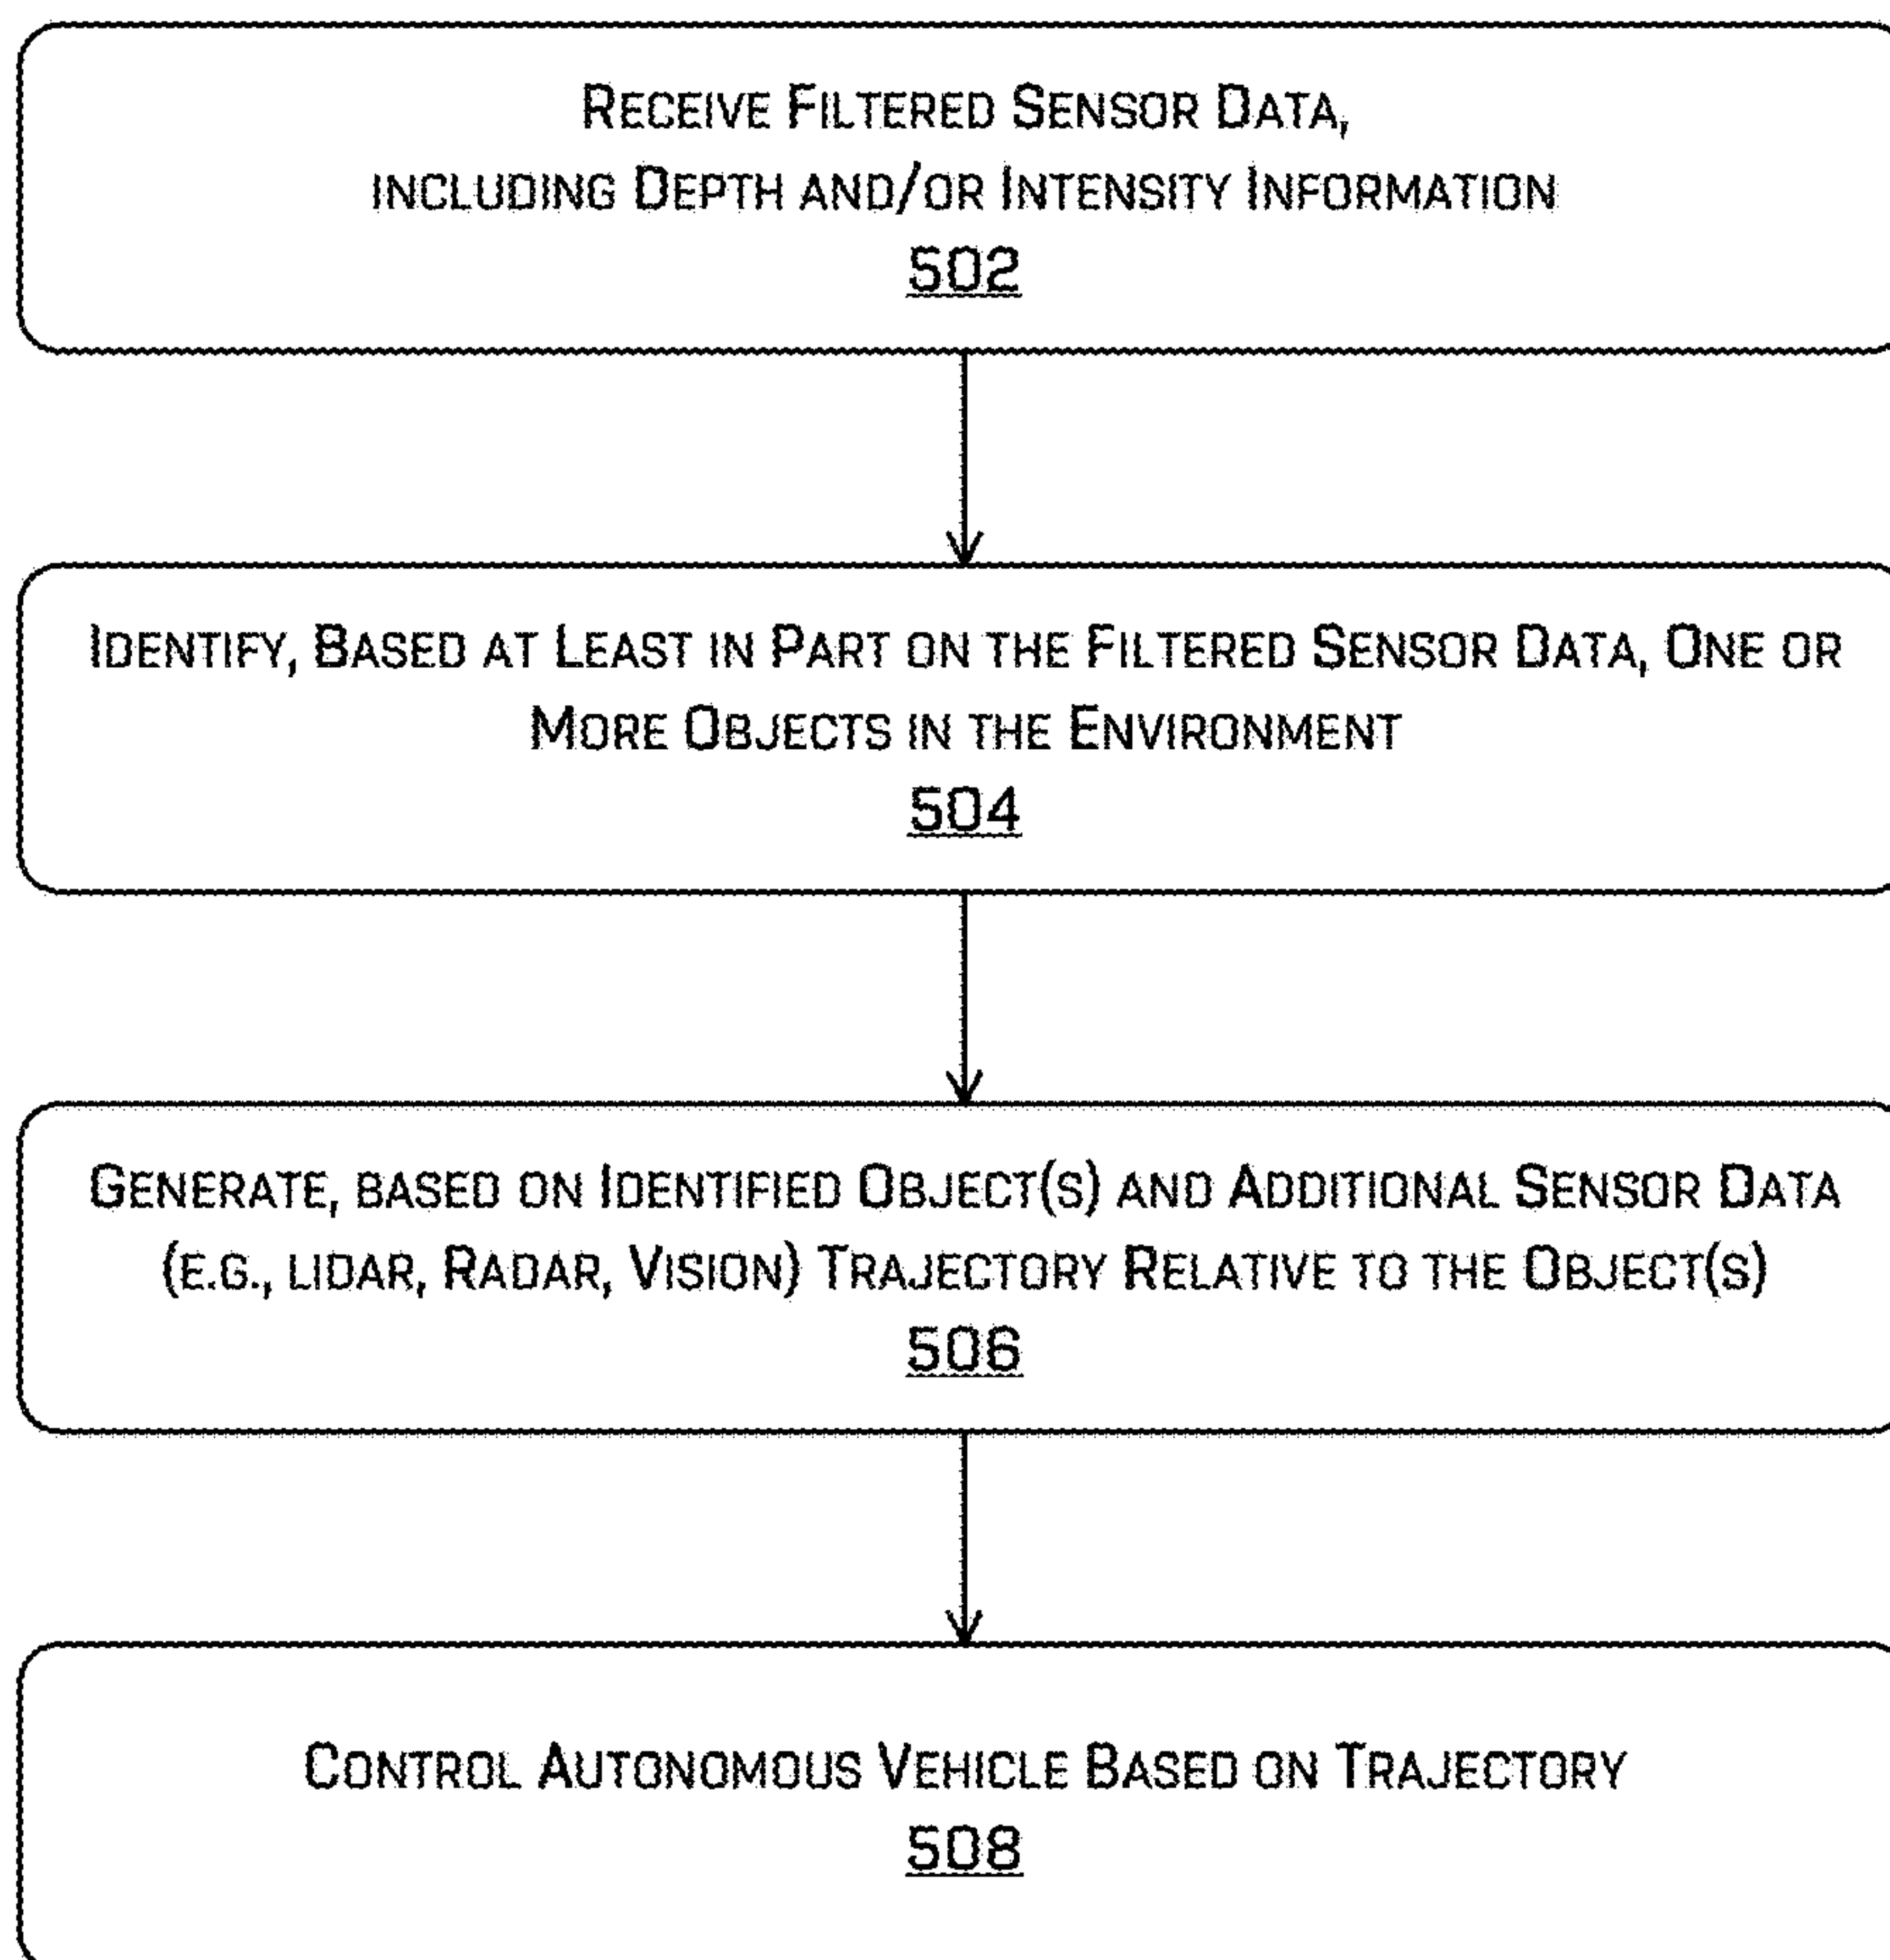 Receive Filtered Sensor Data,
including Depth and/or Intensity Information
502
Identify, Based at Least in Part on the Filtered Sensor Data, One or
More Objects in the Environment
504
Generate, based on Identified Object(s) and Additional Sensor Data
(e.g., lidar, Radar, Vision) Trajectory Relative to the Object(s)
506
Control Autonomous Vehicle Based on Trajectory
508